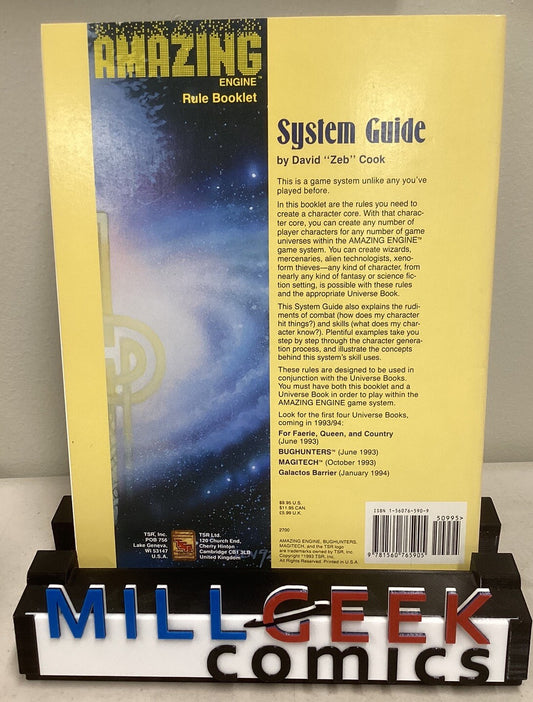 AMAZING
ENGINE™
Rule Booklet
System Guide
by David "Zeb" Cook
This is a game system unlike any you've
played before.
In this booklet are the rules you need to
create a character core. With that charac-
ter core, you can create any number of
player characters for any number of game
universes within the AMAZING ENGINE™
game system. You can create wizards,
mercenaries, alien technologists, xeno-
form thieves—any kind of character, from
nearly any kind of fantasy or science fic-
tion setting, is possible with these rules
and the appropriate Universe Book.
This System Guide also explains the rudi-
ments of combat (how does my character
hit things?) and skills (what does my char-
acter know?). Plentiful examples take you
step by step through the character genera-
tion process, and illustrate the concepts
behind this system's skill uses.
These rules are designed to be used in
conjunction with the Universe Books.
You must have both this booklet and a
Universe Book in order to play within the
AMAZING ENGINE game system.
Look for the first four Universe Books,
coming in 1993/94:
For Faerie, Queen, and Country
(June 1993)
BUGHUNTERS™ (June 1993)
MAGITECH™ (October 1993)
Galactos Barrier (January 1994)
$9.95 U.S.
$11.95 CAN.
£5.99 U.K.
2700
ISBN 1-56076-590-9
50995>
9 781560 765905
AMAZING ENGINE, BUGHUNTERS,
MAGITECH, and the TSR logo
are trademarks owned by TSR, Inc.
Copyright ©1993 TSR, Inc.
All Rights Reserved. Printed in U.S.A.
TSR, Inc.
POB 756
Lake Geneva,
WI 53147
U.S.A.
TSR
TSR Ltd.
120 Church End,
Cherry Hinton
Cambridge CB1 3LB
United Kingdom
MILL GEEK
comics